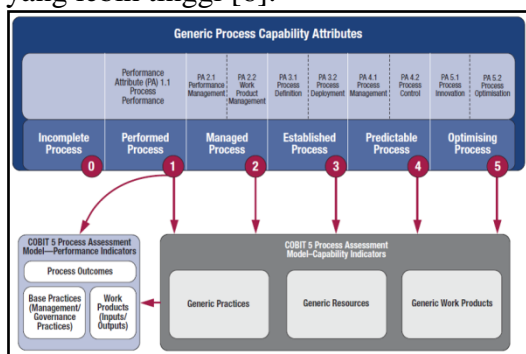 yang lebih tinggi [6].
Generic Process Capability Attributes
Performance
Attribute (PA) 1.1
Process
Performance
PA 2.1
Performance
Management
PA 2.2
Work
Product
Management
PA 3.1
Process
Definition
PA 3.2
Process
Deployment
PA 4.1
Process
Management
PA 4.2
Process
Control
PA 5.1
Process
Innovation
PA 5.2
Process
Optimisation
Incomplete
Process
0
Performed
Process
1
Managed
Process
2
Established
Process
3
Predictable
Process
4
Optimising
Process
5
COBIT 5 Process Assessment
Model—Performance Indicators
Process Outcomes
Base Practices
(Management/
Governance
Practices)
Work
Products
(Inputs/
Outputs)
COBIT 5 Process Assessment
Model–Capability Indicators
Generic Practices
Generic Resources
Generic Work Products